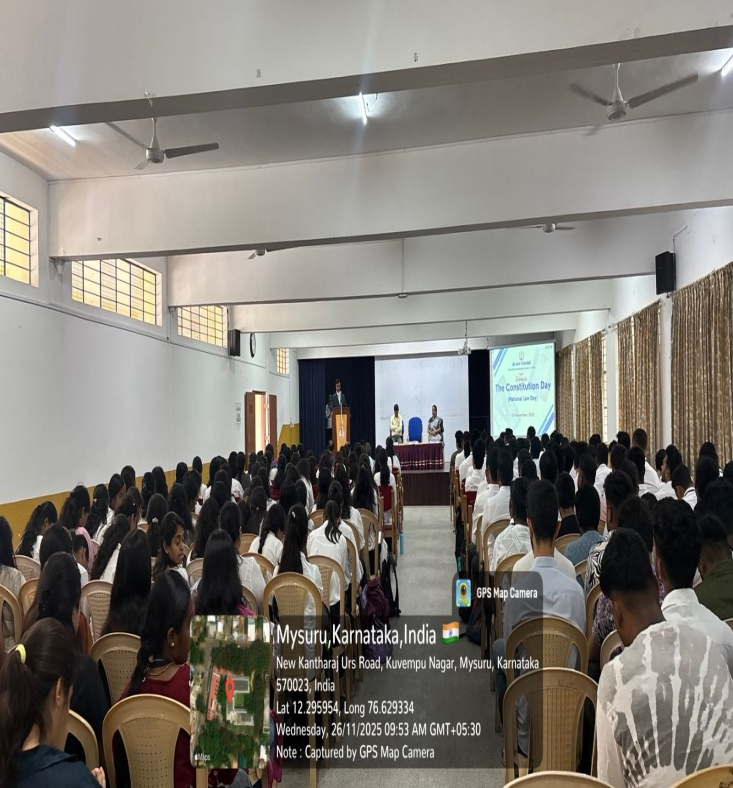 The Constitution Day
(National Law Day)
GPS Map Camera
Mysuru,Karnataka,India 🇮🇳
New Kantharaj Urs Road, Kuvempu Nagar, Mysuru, Karnataka
570023, India
Lat 12.295954, Long 76.629334
Wednesday, 26/11/2025 09:53 AM GMT+05:30
Note : Captured by GPS Map Camera